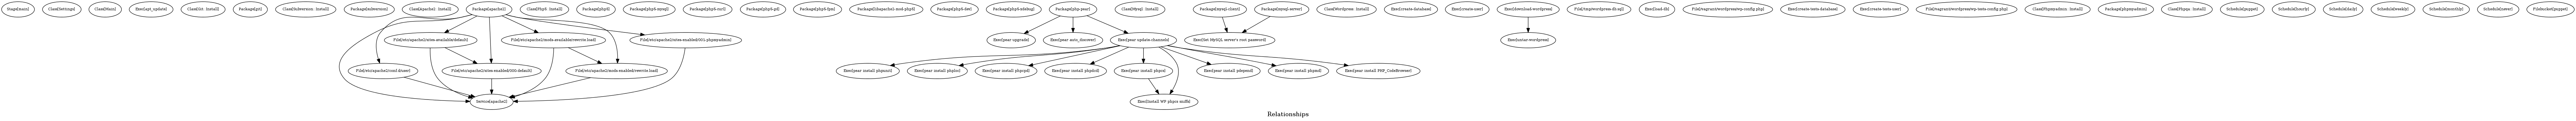 Stage[main] Class[Settings] Class[Main] Exec[apt_update] Class[Git::Install] Package[git] Class[Subversion::Install] Package[subversion] Class[Apache2::Install] Package[apache2] Class[Php5::Install] Package[php5] Package[php5-mysql] Package[php5-curl] Package[php5-gd] Package[php5-fpm] Package[libapache2-mod-php5] Package[php5-dev] Package[php5-xdebug] Package[php-pear] Class[Mysql::Install] Package[mysql-client] Package[mysql-server] Class[Wordpress::Install] Exec[create-database] Exec[create-user] Exec[download-wordpress] File[/tmp/wordpress-db.sql] Exec[load-db] File[/vagrant/wordpress/wp-config.php] Exec[create-tests-database] Exec[create-tests-user] File[/vagrant/wordpress/wp-tests-config.php] Class[Phpmyadmin::Install] Package[phpmyadmin] Class[Phpqa::Install] Schedule[puppet] Schedule[hourly] Schedule[daily] Schedule[weekly] Schedule[monthly] Schedule[never] Filebucket[puppet]
File[/etc/apache2/sites-available/default] File[/etc/apache2/mods-available/rewrite.load] File[/etc/apache2/sites-enabled/001-phpmyadmin] Exec[pear upgrade] Exec[pear auto_discover] Exec[pear update-channels] Exec[Set MySQL server's root password] Exec[untar-wordpress]
File[/etc/apache2/conf.d/user] File[/etc/apache2/sites-enabled/000-default] File[/etc/apache2/mods-enabled/rewrite.load] Exec[pear install phpunit] Exec[pear install phploc] Exec[pear install phpcpd] Exec[pear install phpdcd] Exec[pear install phpcs] Exec[pear install pdepend] Exec[pear install phpmd] Exec[pear install PHP_CodeBrowser]
Service[apache2] Exec[Install WP phpcs sniffs]
Relationships